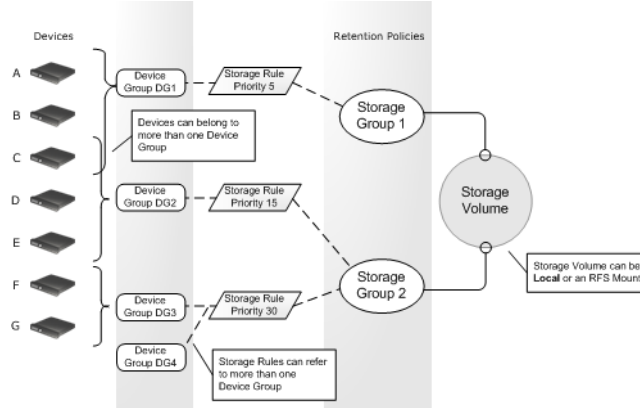 Devices
Retention Policies
A
B
C
D
E
F
G
Device
Group DG1
Storage Rule
Priority 5
Devices can belong to
more than one Device
Group
Device
Group DG2
Storage Rule
Priority 15
Device
Group DG3
Storage Rule
Priority 30
Device
Group DG4
Storage Rules can refer
to more than one
Device Group
Storage
Group 1
Storage
Group 2
Storage
Volume
Storage Volume can be
Local or an RFS Mount